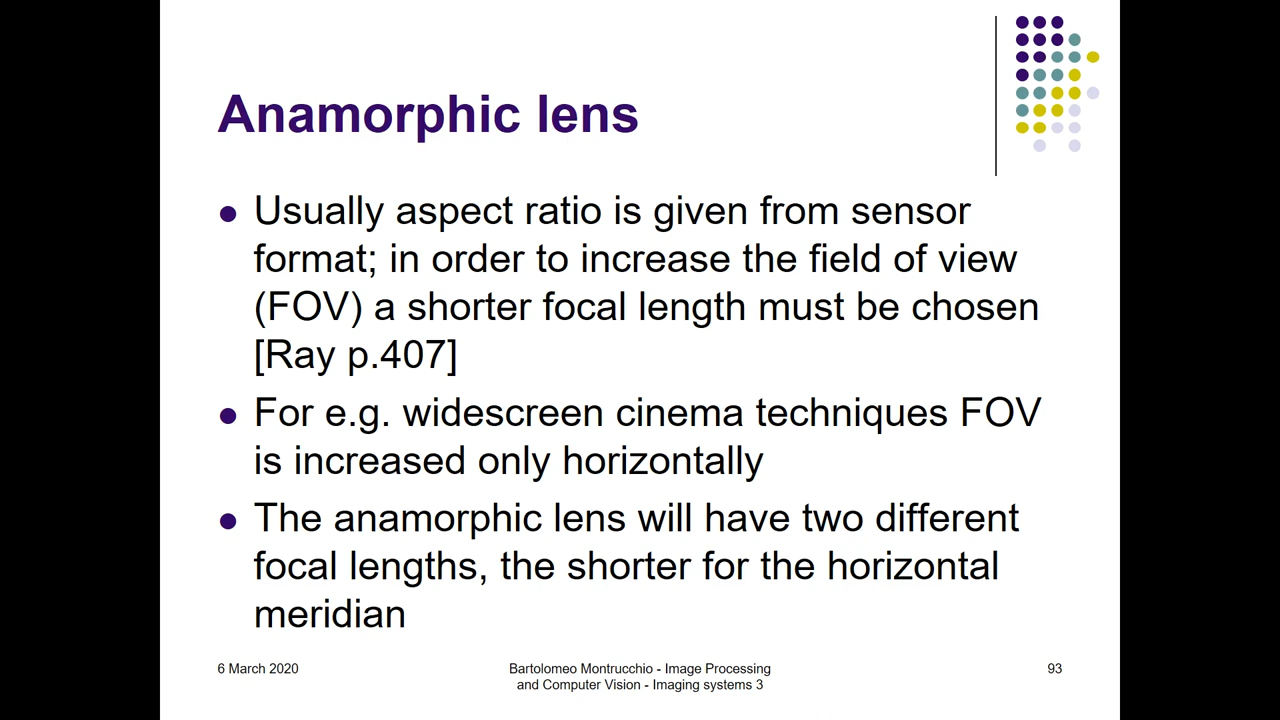 Anamorphic lens
Usually aspect ratio is given from sensor
format; in order to increase the field of view
(FOV) a shorter focal length must be chosen
[Ray p.407]
For e.g. widescreen cinema techniques FOV
is increased only horizontally
The anamorphic lens will have two different
focal lengths, the shorter for the horizontal
meridian
6 March 2020
Bartolomeo Montrucchio - Image Processing
and Computer Vision - Imaging systems 3
93